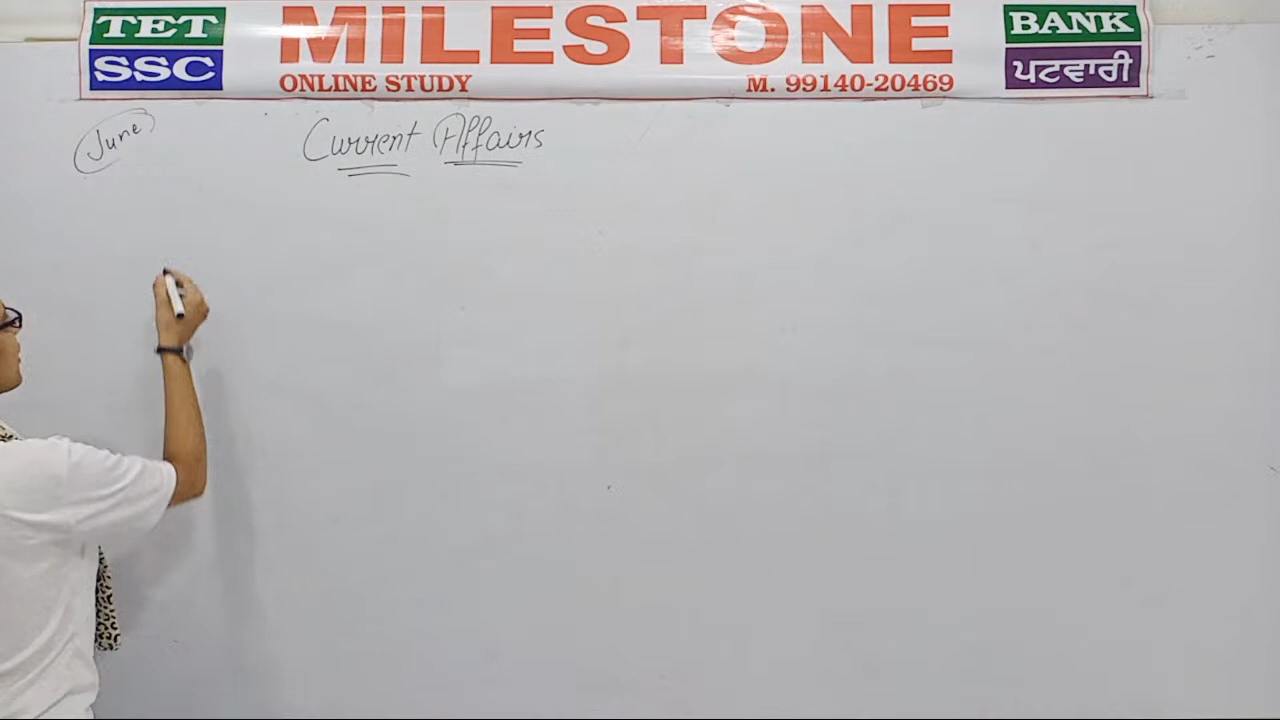 TET MILESTONE BANK
SSC ONLINE STUDY M. 99140-20469 ਪਟਵਾਰੀ
June Current Affairs